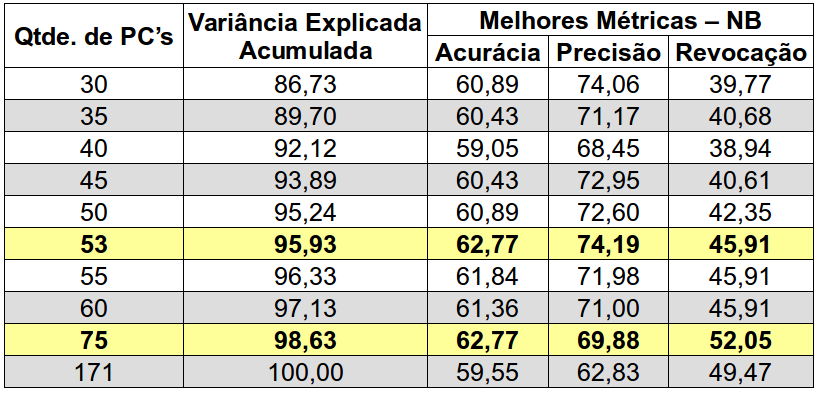 Qtde. de PC’s Variância Explicada Acumulada Melhores Métricas – NB
Acurácia Precisão Revocação
30 86,73 60,89 74,06 39,77
35 89,70 60,43 71,17 40,68
40 92,12 59,05 68,45 38,94
45 93,89 60,43 72,95 40,61
50 95,24 60,89 72,60 42,35
53 95,93 62,77 74,19 45,91
55 96,33 61,84 71,98 45,91
60 97,13 61,36 71,00 45,91
75 98,63 62,77 69,88 52,05
171 100,00 59,55 62,83 49,47